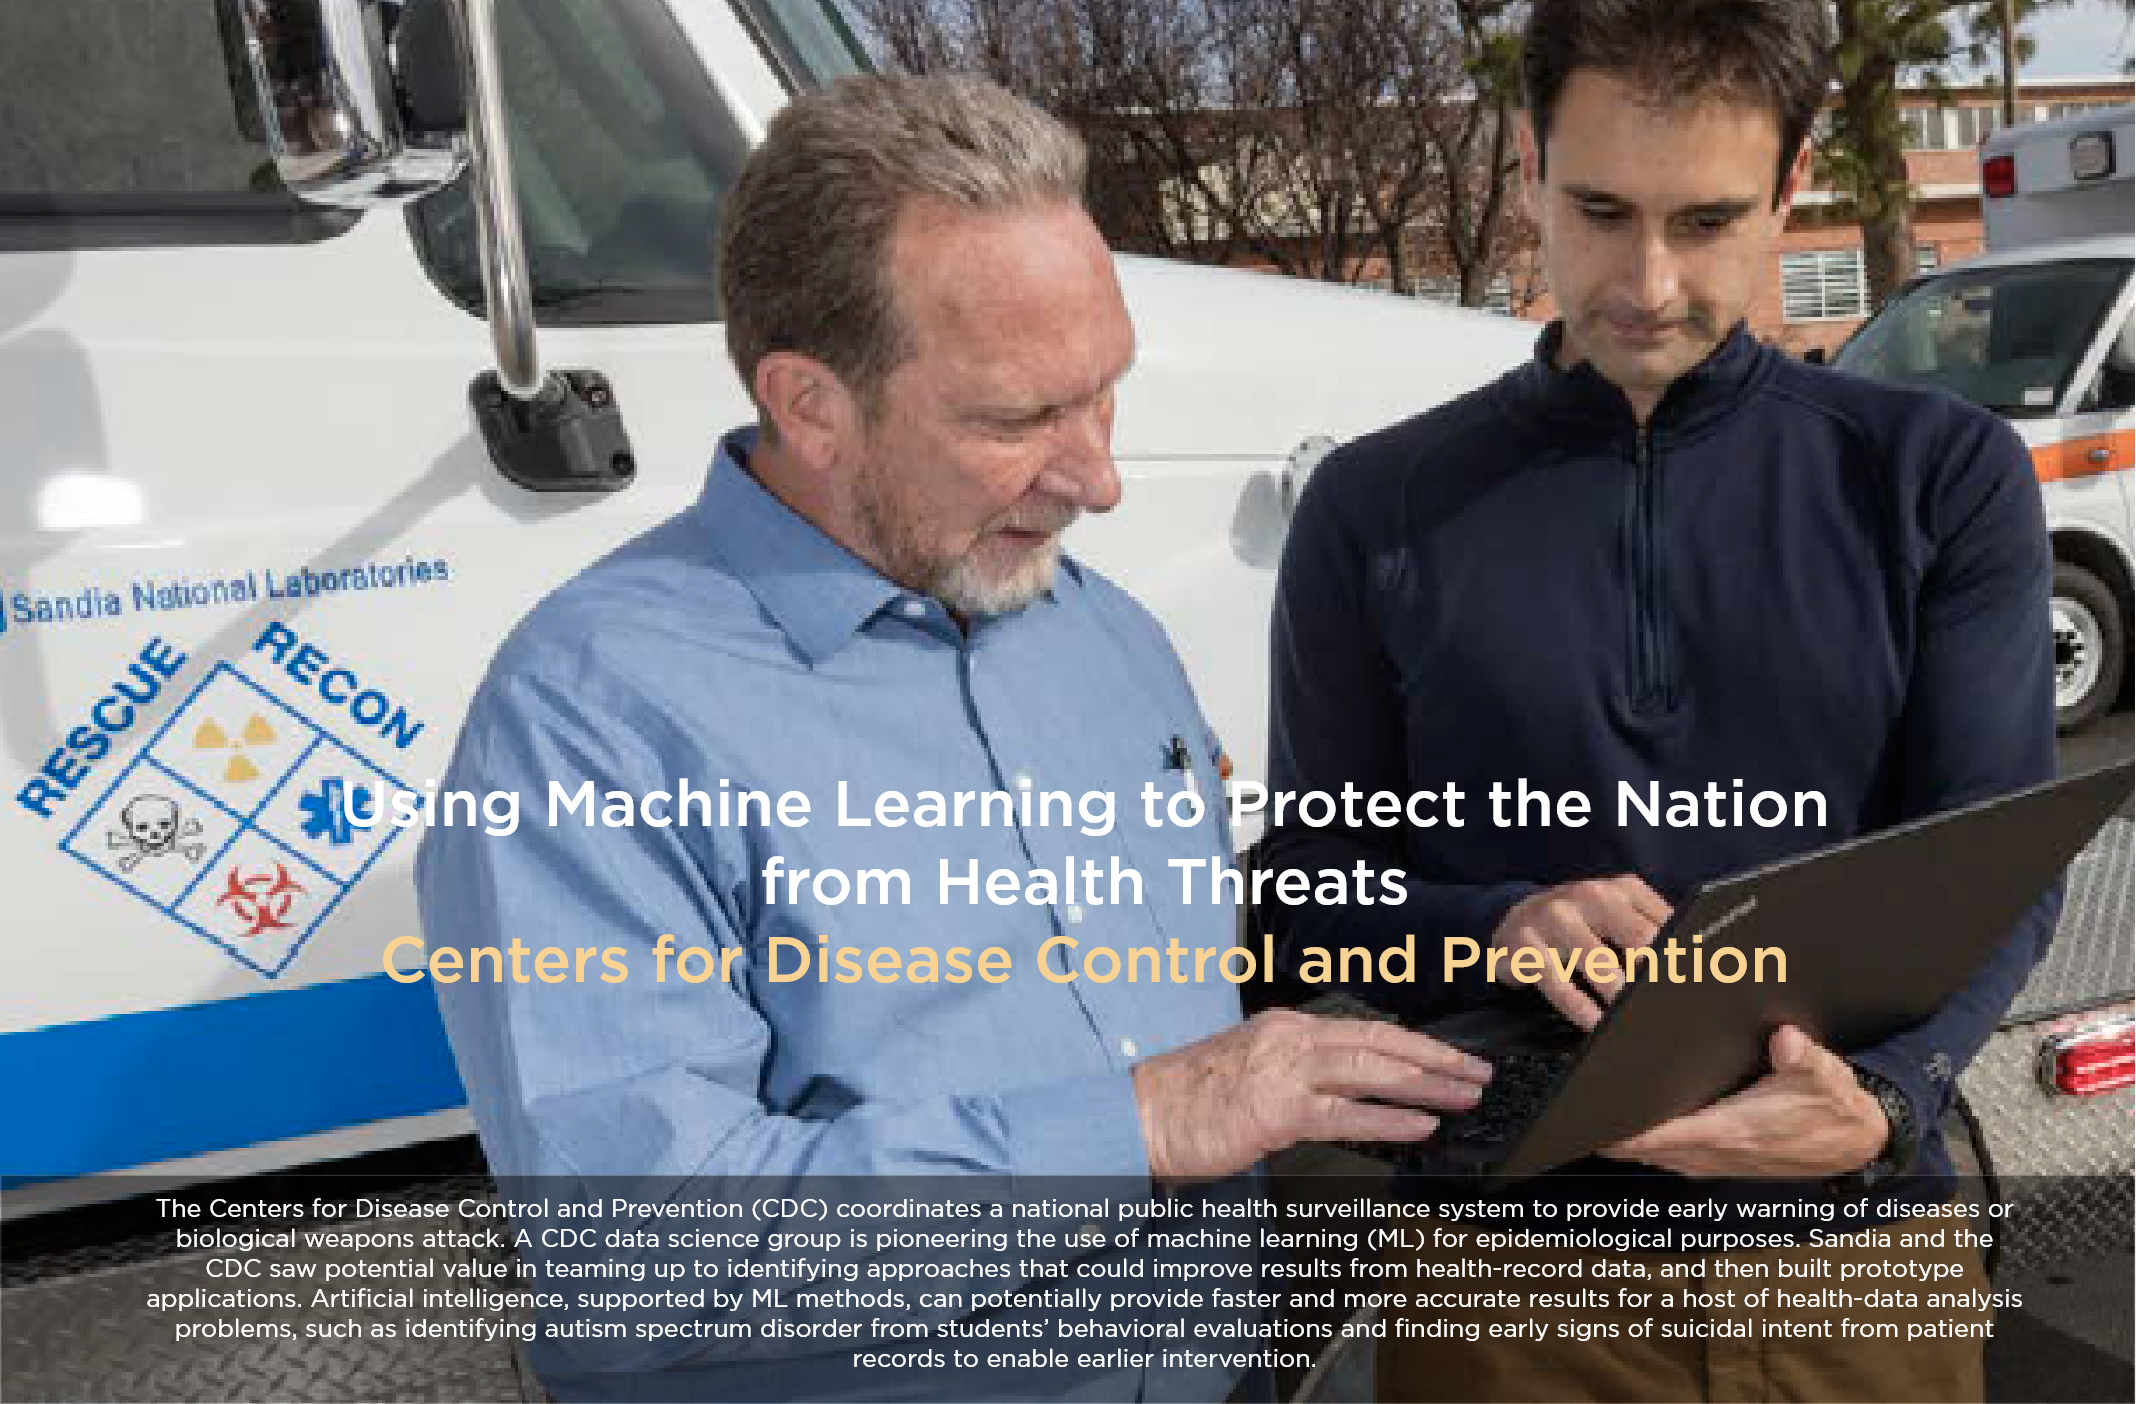 Sandia National Laboratories
RESCUE
RECON
Using Machine Learning to Protect the Nation
from Health Threats
Centers for Disease Control and Prevention
The Centers for Disease Control and Prevention (CDC) coordinates a national public health surveillance system to provide early warning of diseases or
biological weapons attack. A CDC data science group is pioneering the use of machine learning (ML) for epidemiological purposes. Sandia and the
CDC saw potential value in teaming up to identifying approaches that could improve results from health-record data, and then built prototype
applications. Artificial intelligence, supported by ML methods, can potentially provide faster and more accurate results for a host of health-data analysis
problems, such as identifying autism spectrum disorder from students’ behavioral evaluations and finding early signs of suicidal intent from patient
records to enable earlier intervention.